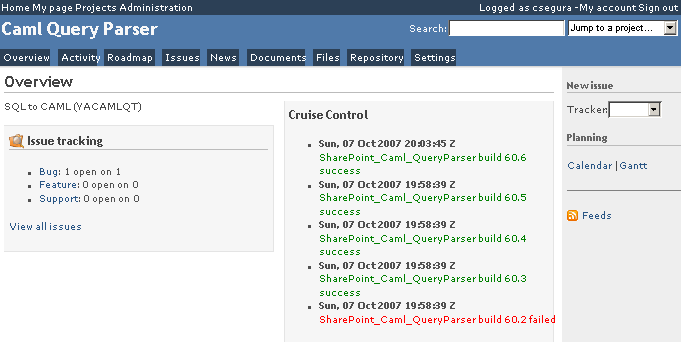 Home My page Projects Administration
Logged as csegura - My account Sign out
Caml Query Parser
Search:
Jump to a project...
Overview Activity Roadmap Issues News Documents Files Repository Settings
Overview
SQL to CAML (YACAMLQT)
Issue tracking
Bug: 1 open on 1
Feature: 0 open on 0
Support: 0 open on 0
View all issues
Cruise Control
Sun, 07 Oct 2007 20:03:45 Z
SharePoint_Caml_QueryParser build 60.6
success
Sun, 07 Oct 2007 19:58:39 Z
SharePoint_Caml_QueryParser build 60.5
success
Sun, 07 Oct 2007 19:58:39 Z
SharePoint_Caml_QueryParser build 60.4
success
Sun, 07 Oct 2007 19:58:39 Z
SharePoint_Caml_QueryParser build 60.3
success
Sun, 07 Oct 2007 19:58:39 Z
SharePoint_Caml_QueryParser build 60.2 failed
New issue
Tracker:
Planning
Calendar | Gantt
Feeds